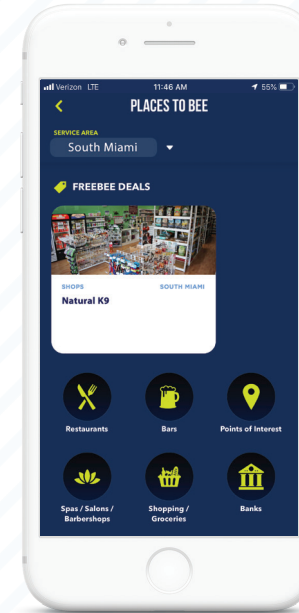 Verizon LTE 11:46 AM 55%
PLACES TO BEE
SERVICE AREA
South Miami
FREEBEE DEALS
SHOPS SOUTH MIAMI
Natural K9
Restaurants Bars Points of Interest
Spas / Salons / Shopping / Banks
Barbershops Groceries